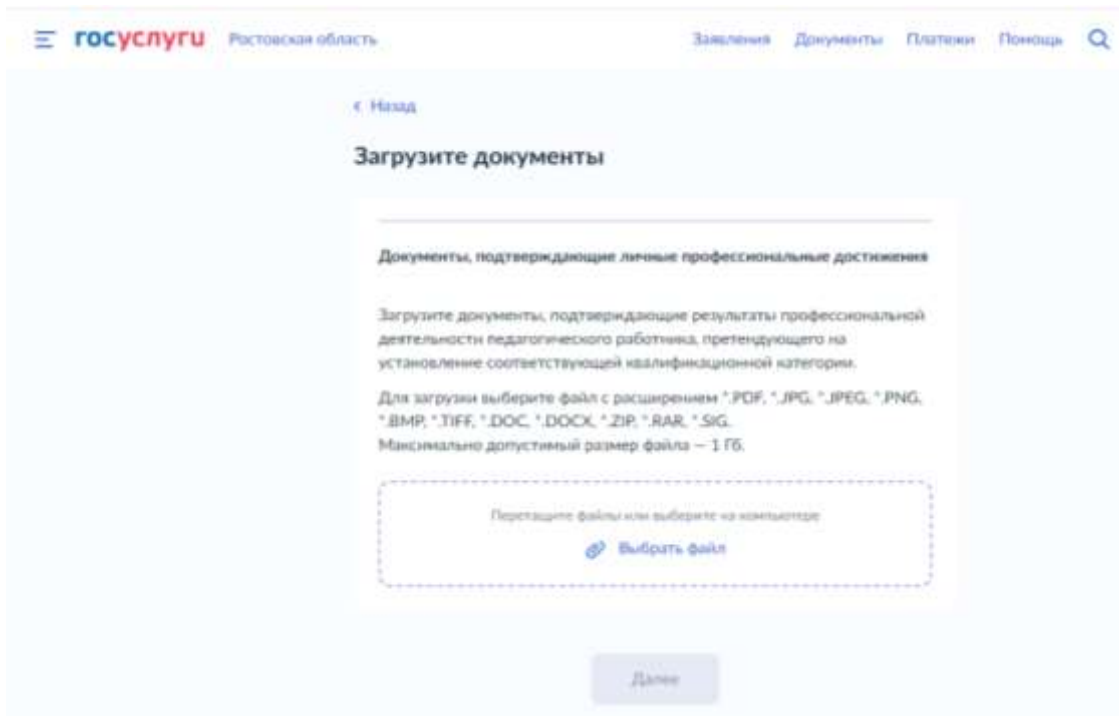 госуслуги Ростовская область Заявления Документы Платежи Помощь
Назад
Загрузите документы
Документы, подтверждающие личные профессиональные достижения
Загрузите документы, подтверждающие результаты профессиональной
деятельности педагогического работника, претендующего на
установление соответствующей квалификационной категории.
Для загрузки выберите файл с расширением *.PDF, *.JPG, *.JPEG, *.PNG,
*.BMP, *.TIFF, *.DOC, *.DOCX, *.ZIP, *.RAR, *.SIG.
Максимально допустимый размер файла — 1 Гб.
Перетащите файлы или выберите на компьютере
Выбрать файл
Далее